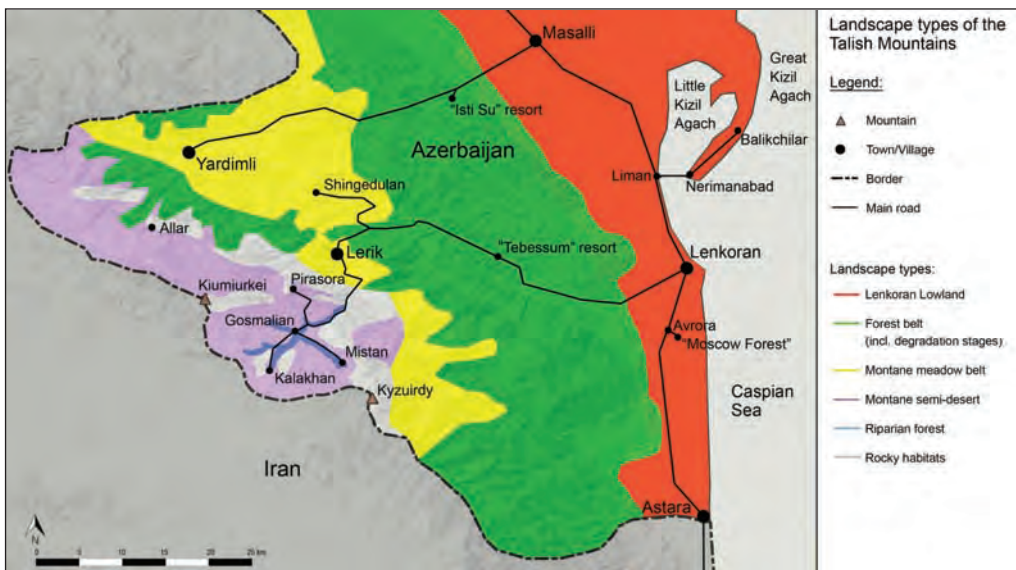 Masalli
Great
Kizil
Agach
Little
Kizil
Agach
"Isti Su" resort
Balikchilar
Azerbaijan
Yardimli
Shingedulan
Liman
Nerimanabad
Allar
"Tebessum" resort
Lerik
Lenkoran
Kiumiurkei
Pirasora
Gosmalian
Avrora
"Moscow Forest"
Mistan
Kalakhan
Kyzuirdy
Caspian
Sea
Iran
Astara
N
0 5 10 15 20 25 km
Landscape types of the
Talish Mountains
Legend:
Mountain
Town/Village
Border
Main road
Landscape types:
Lenkoran Lowland
Forest belt
(incl. degradation stages)
Montane meadow belt
Montane semi-desert
Riparian forest
Rocky habitats